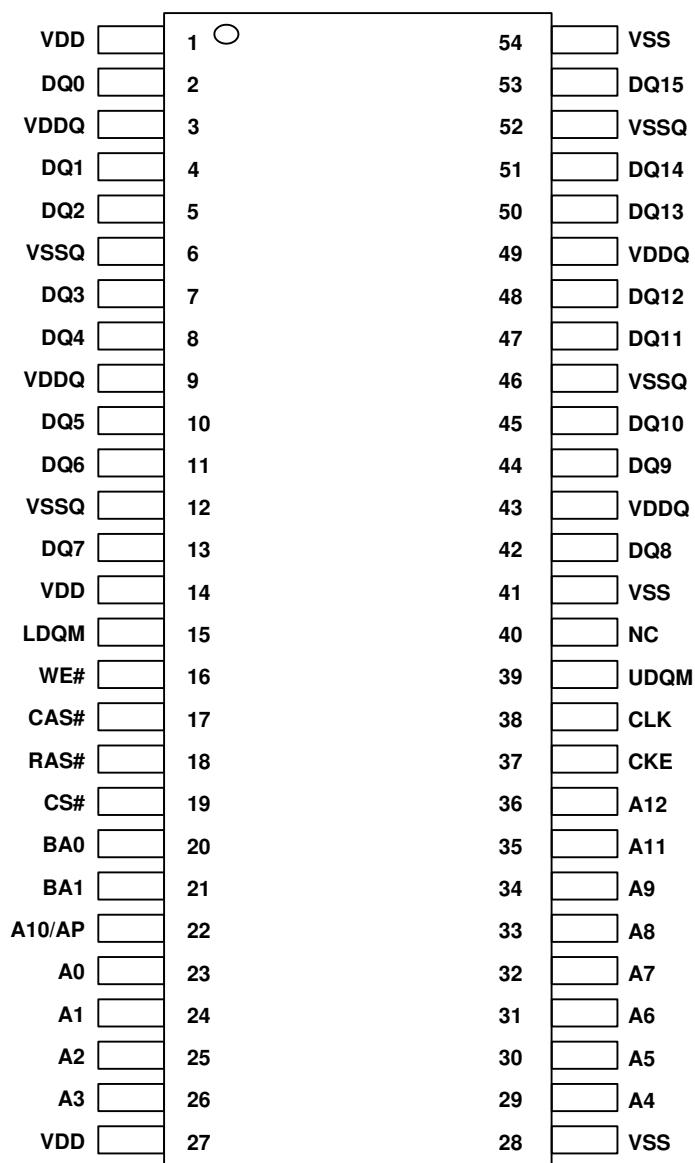 VDD 1 54 VSS
DQ0 2 53 DQ15
VDDQ 3 52 VSSQ
DQ1 4 51 DQ14
DQ2 5 50 DQ13
VSSQ 6 49 VDDQ
DQ3 7 48 DQ12
DQ4 8 47 DQ11
VDDQ 9 46 VSSQ
DQ5 10 45 DQ10
DQ6 11 44 DQ9
VSSQ 12 43 VDDQ
DQ7 13 42 DQ8
VDD 14 41 VSS
LDQM 15 40 NC
WE# 16 39 UDQM
CAS# 17 38 CLK
RAS# 18 37 CKE
CS# 19 36 A12
BA0 20 35 A11
BA1 21 34 A9
A10/AP 22 33 A8
A0 23 32 A7
A1 24 31 A6
A2 25 30 A5
A3 26 29 A4
VDD 27 28 VSS